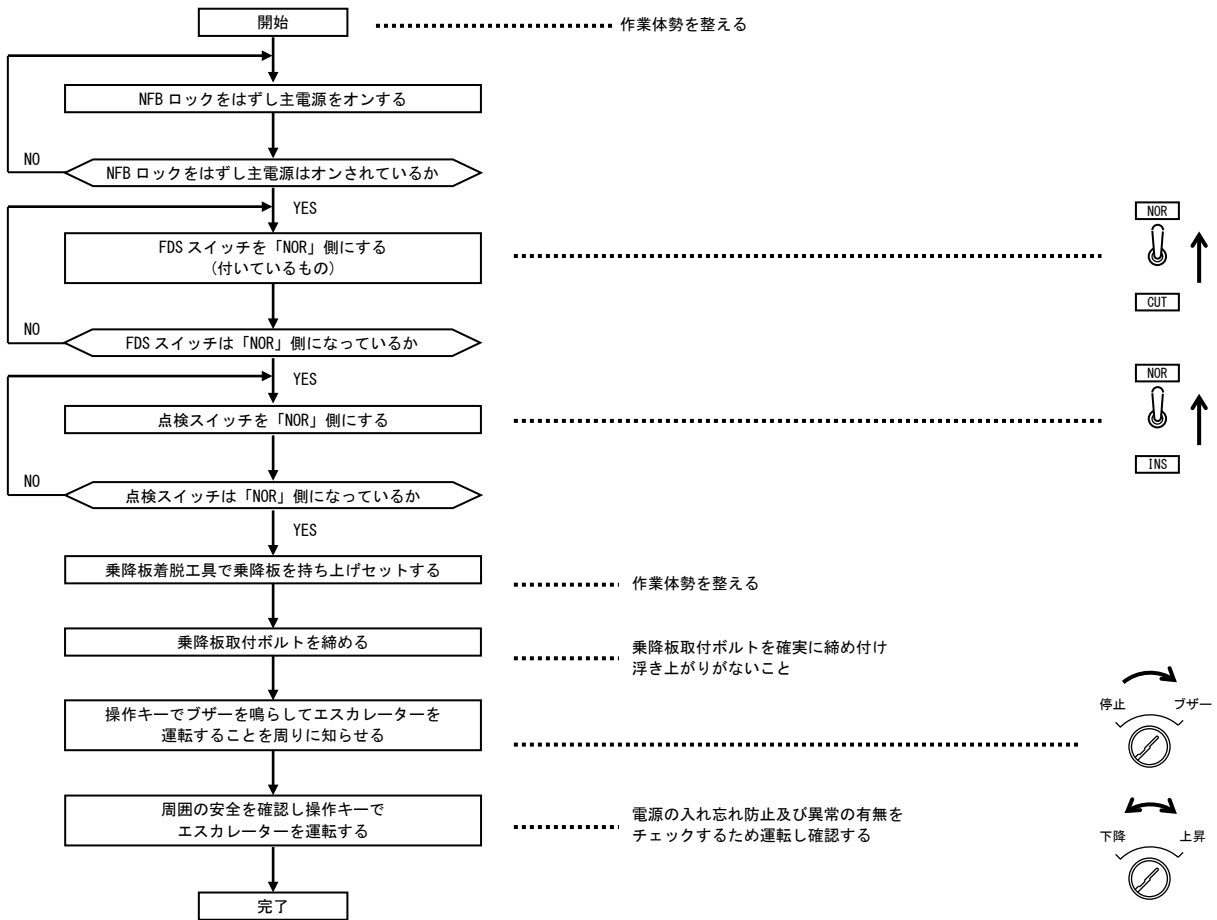 開始
作業体勢を整える
NFB ロックをはずし主電源をオンする
NO
NFB ロックをはずし主電源はオンされているか
YES
FDS スイッチを「NOR」側にする
(付いているもの)
NOR
CUT
NO
FDS スイッチは「NOR」側になっているか
YES
点検スイッチを「NOR」側にする
NOR
INS
NO
点検スイッチは「NOR」側になっているか
YES
乗降板着脱工具で乗降板を持ち上げセットする
作業体勢を整える
乗降板取付ボルトを締める
乗降板取付ボルトを確実に締め付け
浮き上がりがないこと
操作キーでブザーを鳴らしてエスカレーターを
運転することを周りに知らせる
停止 ブザー
周囲の安全を確認し操作キーで
エスカレーターを運転する
電源の入れ忘れ防止及び異常の有無を
チェックするため運転し確認する
下降 上昇
完了